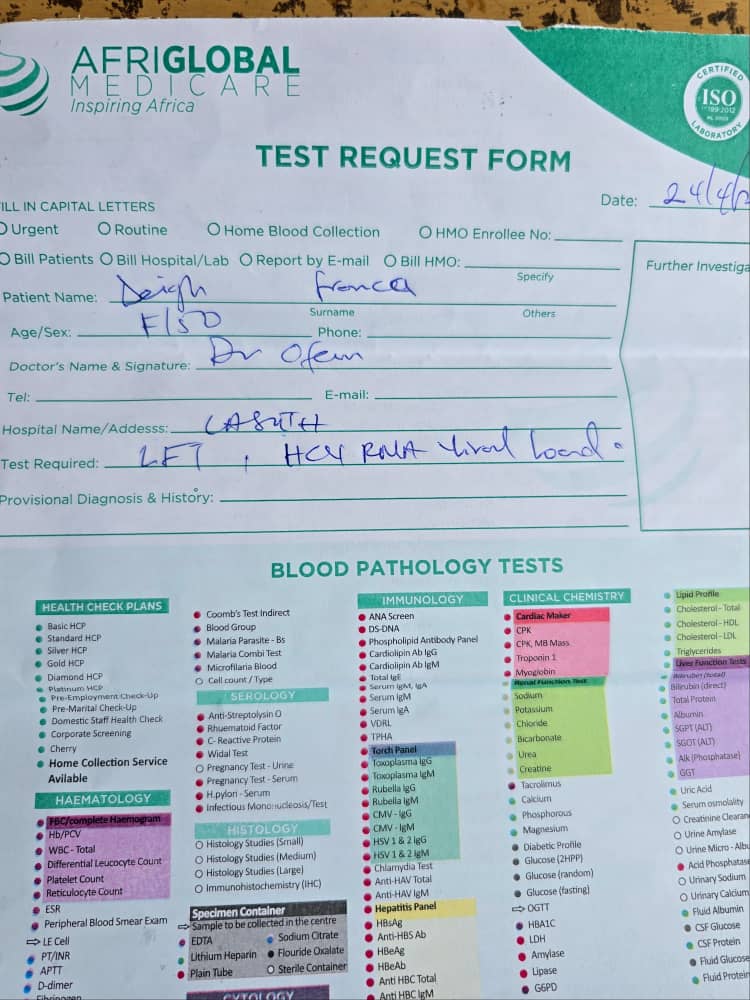 AFRIGLOBAL
MEDICARE
Inspiring Africa
CERTIFIED
ISO
LABORATORY
TEST REQUEST FORM
Date: 24/4/
ILL IN CAPITAL LETTERS
Urgent Routine Home Blood Collection HMO Enrollee No:
Bill Patients Bill Hospital/Lab Report by E-mail Bill HMO:
Specify
Further Investiga
Patient Name: Deigh Franca
Surname Others
Age/Sex: F/50 Phone:
Doctor's Name & Signature: Dr Ofem
Tel: E-mail:
Hospital Name/Addesss: LASUTH
Test Required: LFT, HCV RNA Viral Load.
Provisional Diagnosis & History:
BLOOD PATHOLOGY TESTS
HEALTH CHECK PLANS
Basic HCP
Standard HCP
Silver HCP
Gold HCP
Diamond HCP
Platinum HCP
Pre-Employment Check-Up
Pre-Marital Check-Up
Domestic Staff Health Check
Corporate Screening
Cherry
Home Collection Service
Available
HAEMATOLOGY
FBC/complete Haemogram
Hb/PCV
WBC - Total
Differential Leucocyte Count
Platelet Count
Reticulocyte Count
ESR
Peripheral Blood Smear Exam
LE Cell
PT/INR
APTT
D-dimer
Fibrinogen
Coomb's Test Indirect
Blood Group
Malaria Parasite - Bs
Malaria Combi Test
Microfilaria Blood
Cell count / Type
SEROLOGY
Anti-Streptolysin O
Rhuematoid Factor
C- Reactive Protein
Widal Test
Pregnancy Test - Urine
Pregnancy Test - Serum
H.pylon - Serum
Infectious Mononucleosis/Test
HISTOLOGY
Histology Studies (Small)
Histology Studies (Medium)
Histology Studies (Large)
Immunohistochemistry (IHC)
Specimen Container
Sample to be collected in the centre
EDTA Sodium Citrate
Lithium Heparin Flouride Oxalate
Plain Tube Sterile Container
CYTOLOGY
IMMUNOLOGY
ANA Screen
DS-DNA
Phospholipid Antibody Panel
Cardiolipin Ab IgG
Cardiolipin Ab IgM
Total IgE
Serum IgM, IgA
Serum IgM
Serum IgA
VDRL
TPHA
Torch Panel
Toxoplasma IgG
Toxoplasma IgM
Rubella IgG
Rubella IgM
CMV - IgG
CMV - IgM
HSV 1 & 2 IgG
HSV 1 & 2 IgM
Chlamydia Test
Anti-HAV Total
Anti-HAV IgM
Hepatitis Panel
HBsAg
Anti-HBS Ab
HBeAg
HBeAb
Anti HBC Total
Anti HBC IgM
CLINICAL CHEMISTRY
Cardiac Maker
CPK
CPK, MB Mass
Troponin 1
Myoglobin
Renal Function Test
Sodium
Potassium
Chloride
Bicarbonate
Urea
Creatine
Tacrolimus
Calcium
Phosphorous
Magnesium
Diabetic Profile
Glucose (2HPP)
Glucose (random)
Glucose (fasting)
OGTT
HBA1C
LDH
Amylase
Lipase
G6PD
Lipid Profile
Cholesterol - Total
Cholesterol - HDL
Cholesterol - LDL
Triglycerides
Liver Function Tests
Bilirubin (total)
Bilirubin (direct)
Total Protein
Albumin
SGPT (ALT)
SGOT (ALT)
Alk (Phosphatase)
GGT
Uric Acid
Serum osmolality
Creatinine Clearan
Urine Amylase
Urine Micro - Albu
Acid Phosphatas
Urinary Sodium
Urinary Calcium
Fluid Albumin
CSF Glucose
CSF Protein
Fluid Glucose
Fluid Protein